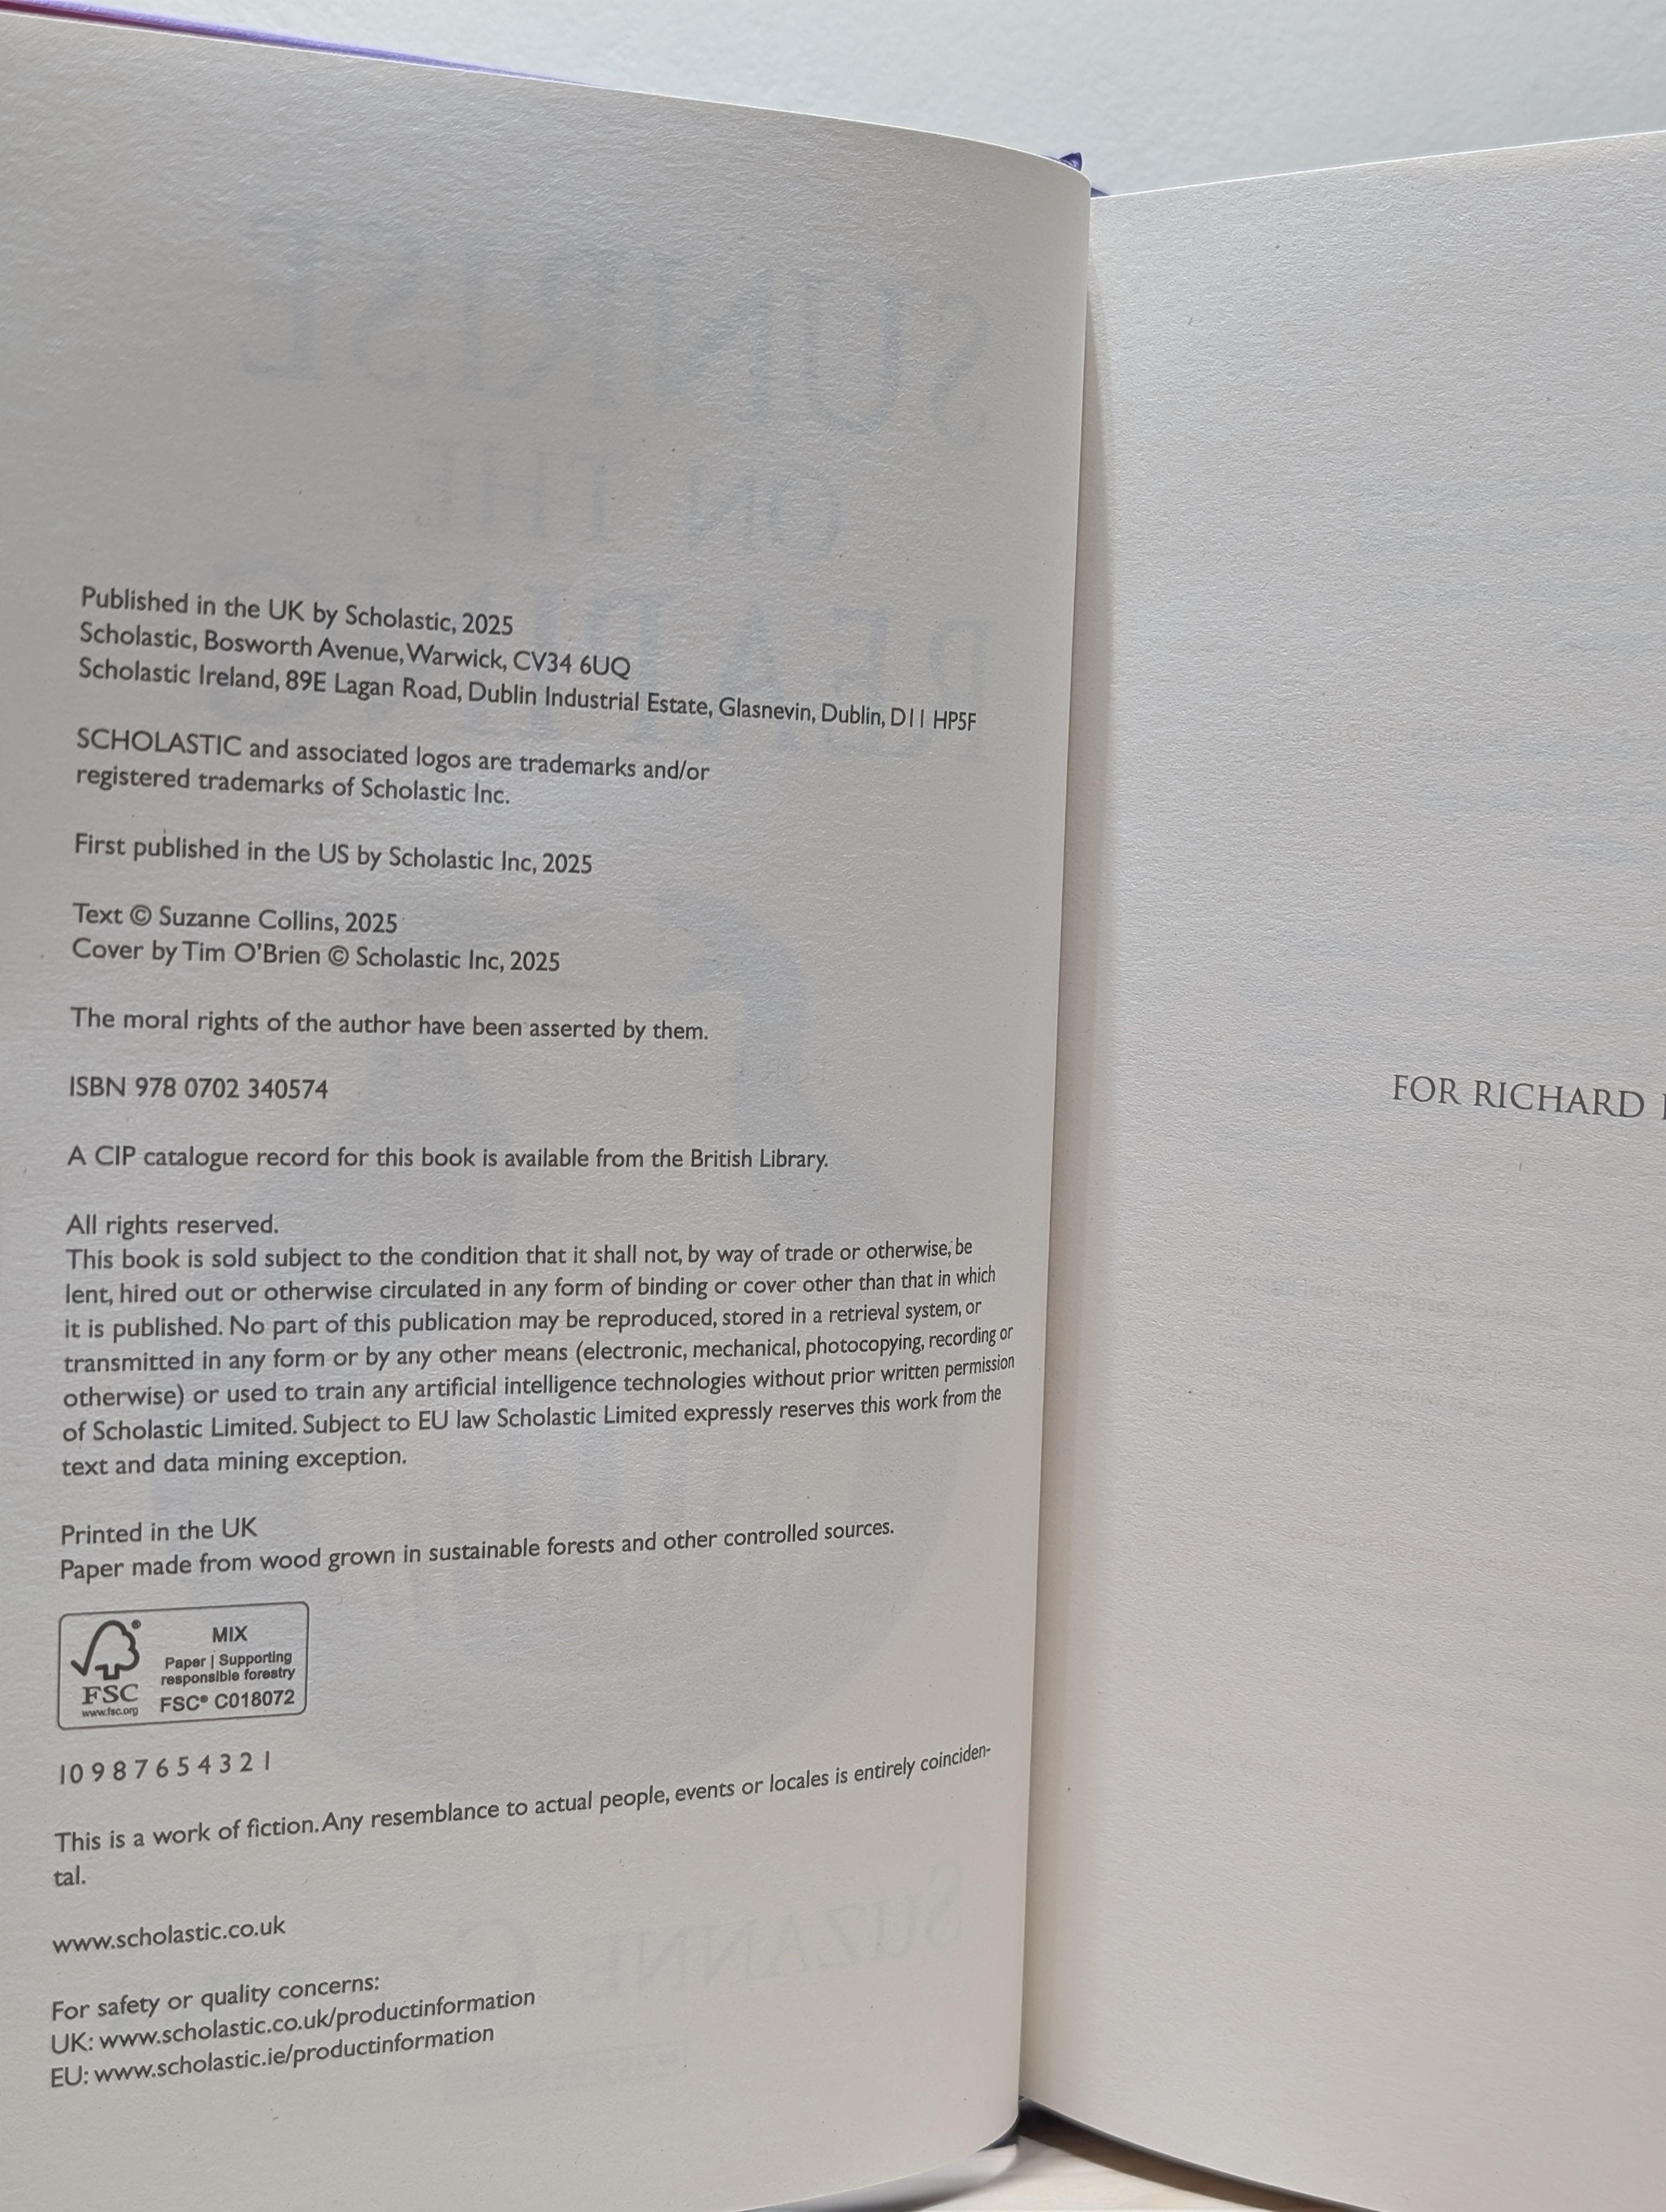 Published in the UK by Scholastic, 2025
Scholastic, Bosworth Avenue, Warwick, CV34 6UQ
Scholastic Ireland, 89E Lagan Road, Dublin Industrial Estate, Glasnevin, Dublin, D11 HP5F
SCHOLASTIC and associated logos are trademarks and/or
registered trademarks of Scholastic Inc.
First published in the US by Scholastic Inc, 2025
Text © Suzanne Collins, 2025
Cover by Tim O'Brien © Scholastic Inc, 2025
The moral rights of the author have been asserted by them.
ISBN 978 0702 340574
A CIP catalogue record for this book is available from the British Library.
All rights reserved.
This book is sold subject to the condition that it shall not, by way of trade or otherwise, be
lent, hired out or otherwise circulated in any form of binding or cover other than that in which
it is published. No part of this publication may be reproduced, stored in a retrieval system, or
transmitted in any form or by any other means (electronic, mechanical, photocopying, recording or
otherwise) or used to train any artificial intelligence technologies without prior written permission
of Scholastic Limited. Subject to EU law Scholastic Limited expressly reserves this work from the
text and data mining exception.
Printed in the UK
Paper made from wood grown in sustainable forests and other controlled sources.
FSC
www.fsc.org
MIX
Paper | Supporting
responsible forestry
FSC® C018072
10 9 8 7 6 5 4 3 2 1
This is a work of fiction. Any resemblance to actual people, events or locales is entirely coinciden-
tal.
www.scholastic.co.uk
For safety or quality concerns:
UK: www.scholastic.co.uk/productinformation
EU: www.scholastic.ie/productinformation
FOR RICHARD